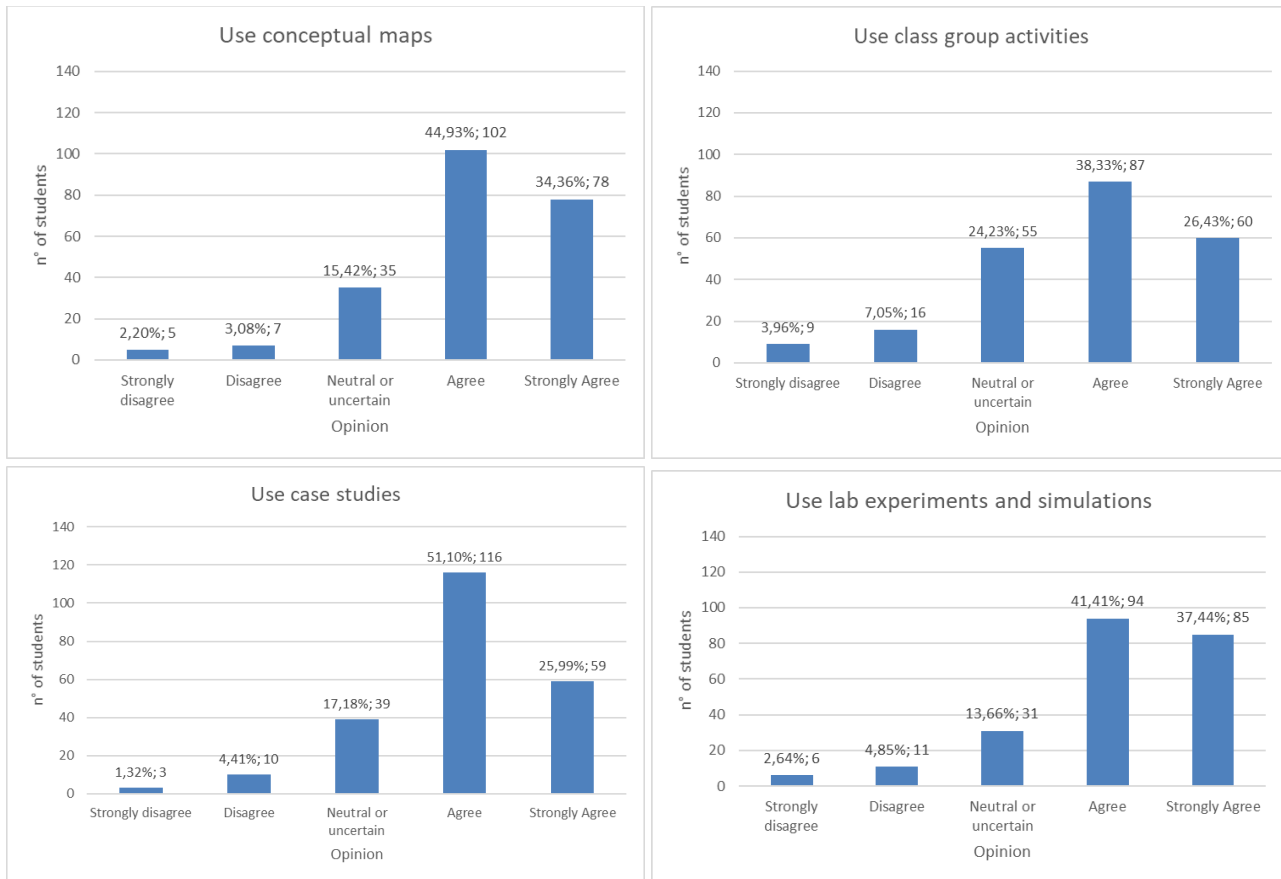 Use conceptual maps
140
120
100
80
60
40
20
0
n° of students
2,20%; 5
3,08%; 7
15,42%; 35
44,93%; 102
34,36%; 78
Strongly
disagree
Disagree
Neutral or
uncertain
Agree
Strongly Agree
Opinion
Use class group activities
140
120
100
80
60
40
20
0
n° of students
3,96%; 9
7,05%; 16
24,23%; 55
38,33%; 87
26,43%; 60
Strongly disagree
Disagree
Neutral or
uncertain
Agree
Strongly Agree
Opinion
Use case studies
140
120
100
80
60
40
20
0
n° of students
1,32%; 3
4,41%; 10
17,18%; 39
51,10%; 116
25,99%; 59
Strongly disagree
Disagree
Neutral or
uncertain
Agree
Strongly Agree
Opinion
Use lab experiments and simulations
140
120
100
80
60
40
20
0
n° of students
2,64%; 6
4,85%; 11
13,66%; 31
41,41%; 94
37,44%; 85
Strongly
disagree
Disagree
Neutral or
uncertain
Agree
Strongly Agree
Opinion